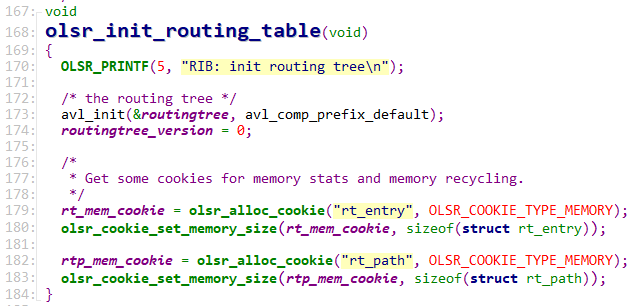 167: void
168: olsr_init_routing_table(void)
169: {
170: OLSR_PRINTF(5, "RIB: init routing tree\n");
171:
172: /* the routing tree */
173: avl_init(&routingtree, avl_comp_prefix_default);
174: routingtree_version = 0;
175:
176: /*
177: * Get some cookies for memory stats and memory recycling.
178: */
179: rt_mem_cookie = olsr_alloc_cookie("rt_entry", OLSR_COOKIE_TYPE_MEMORY);
180: olsr_cookie_set_memory_size(rt_mem_cookie, sizeof(struct rt_entry));
181:
182: rtp_mem_cookie = olsr_alloc_cookie("rt_path", OLSR_COOKIE_TYPE_MEMORY);
183: olsr_cookie_set_memory_size(rtp_mem_cookie, sizeof(struct rt_path));
184: }